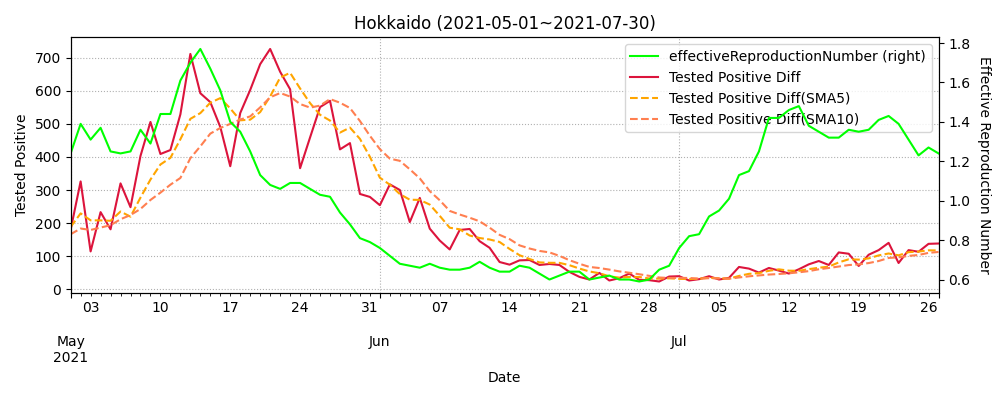 Hokkaido (2021-05-01~2021-07-30)
effectiveReproductionNumber (right)
Tested Positive Diff
Tested Positive Diff(SMA5)
Tested Positive Diff(SMA10)
Tested Positive
700
600
500
400
300
200
100
0
1.8
1.6
1.4
1.2
1.0
0.8
0.6
Effective Reproduction Number
03 10 17 24 31 07 14 21 28 05 12 19 26
May Jun Jul
2021
Date